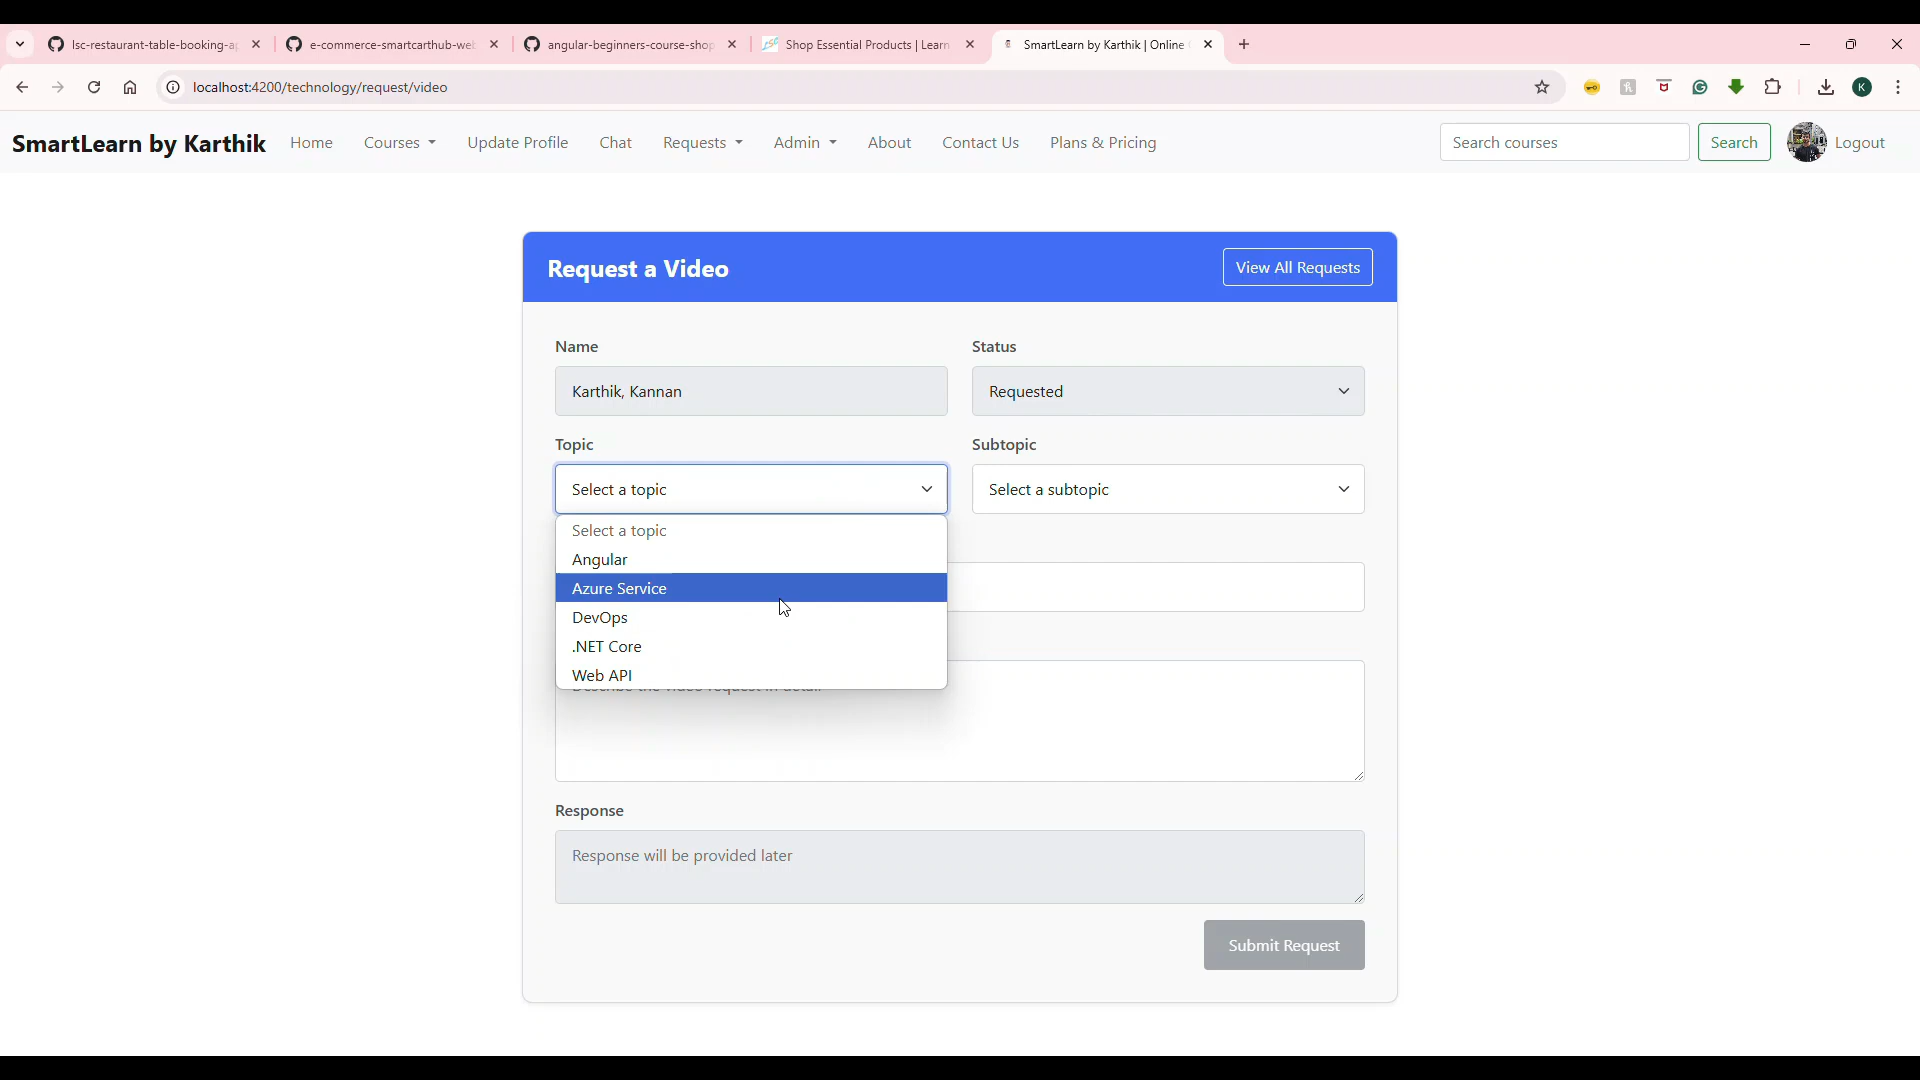 lsc-restaurant-table-booking-a
e-commerce-smartcarthub-we
angular-beginners-course-shop
Shop Essential Products | Learn
SmartLearn by Karthik | Online
localhost:4200/technology/request/video
K
SmartLearn by Karthik
Home
Courses
Update Profile
Chat
Requests
Admin
About
Contact Us
Plans & Pricing
Search courses
Search
Logout
Request a Video
View All Requests
Name
Status
Karthik, Kannan
Requested
Topic
Subtopic
Select a topic
Select a subtopic
Select a topic
Angular
Azure Service
DevOps
.NET Core
Web API
Response
Response will be provided later
Submit Request